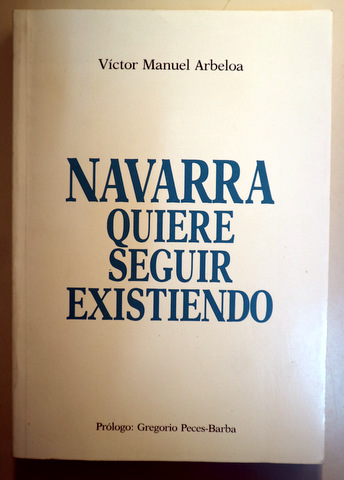 Víctor Manuel Arbeloa
NAVARRA
QUIERE
SEGUIR
EXISTIENDO
Prólogo: Gregorio Peces-Barba